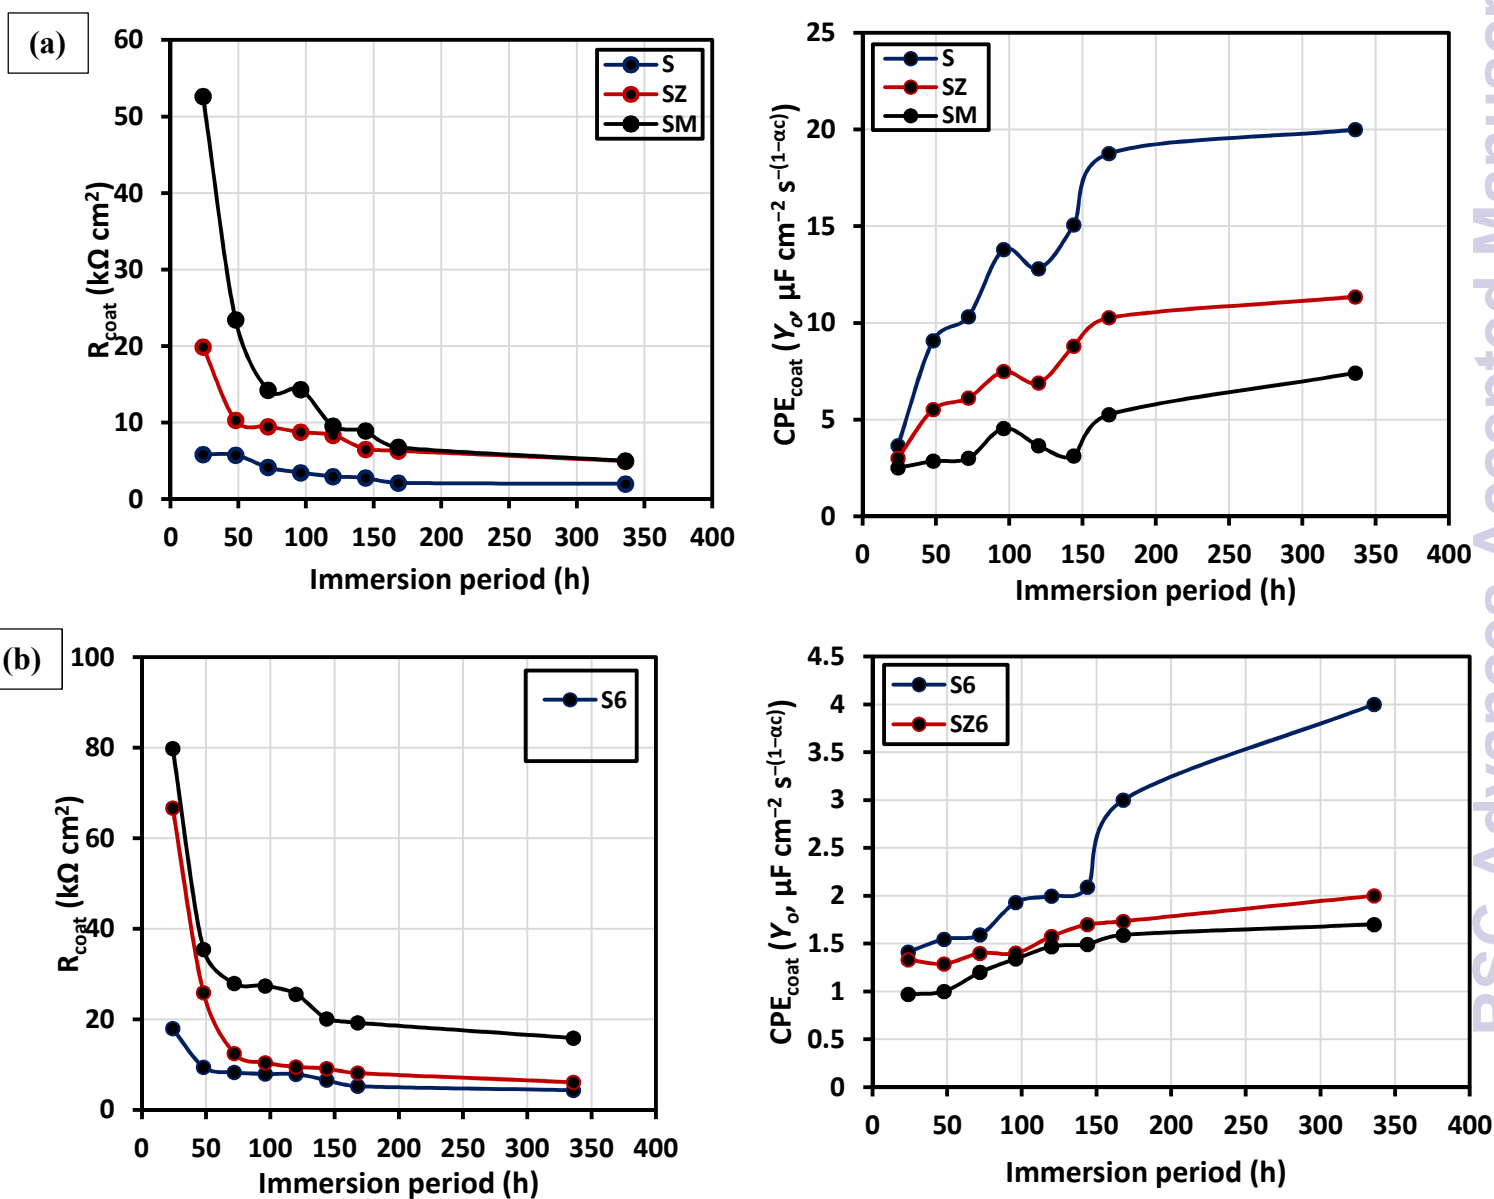 (a)
60
50
40
30
20
10
0
0 50 100 150 200 250 300 350 400
R_coat (kΩ cm²)
Immersion period (h)
S
SZ
SM
25
20
15
10
5
0
0 50 100 150 200 250 300 350 400
CPE_coat (Y_o, µF cm⁻² s⁻⁽¹⁻αc⁾)
Immersion period (h)
S
SZ
SM
(b)
100
80
60
40
20
0
0 50 100 150 200 250 300 350 400
R_coat (kΩ cm²)
Immersion period (h)
S6
4.5
4
3.5
3
2.5
2
1.5
1
0.5
0
0 50 100 150 200 250 300 350 400
CPE_coat (Y_o, µF cm⁻² s⁻⁽¹⁻αc⁾)
Immersion period (h)
S6
SZ6
RSC Advances Accepted Manuscri